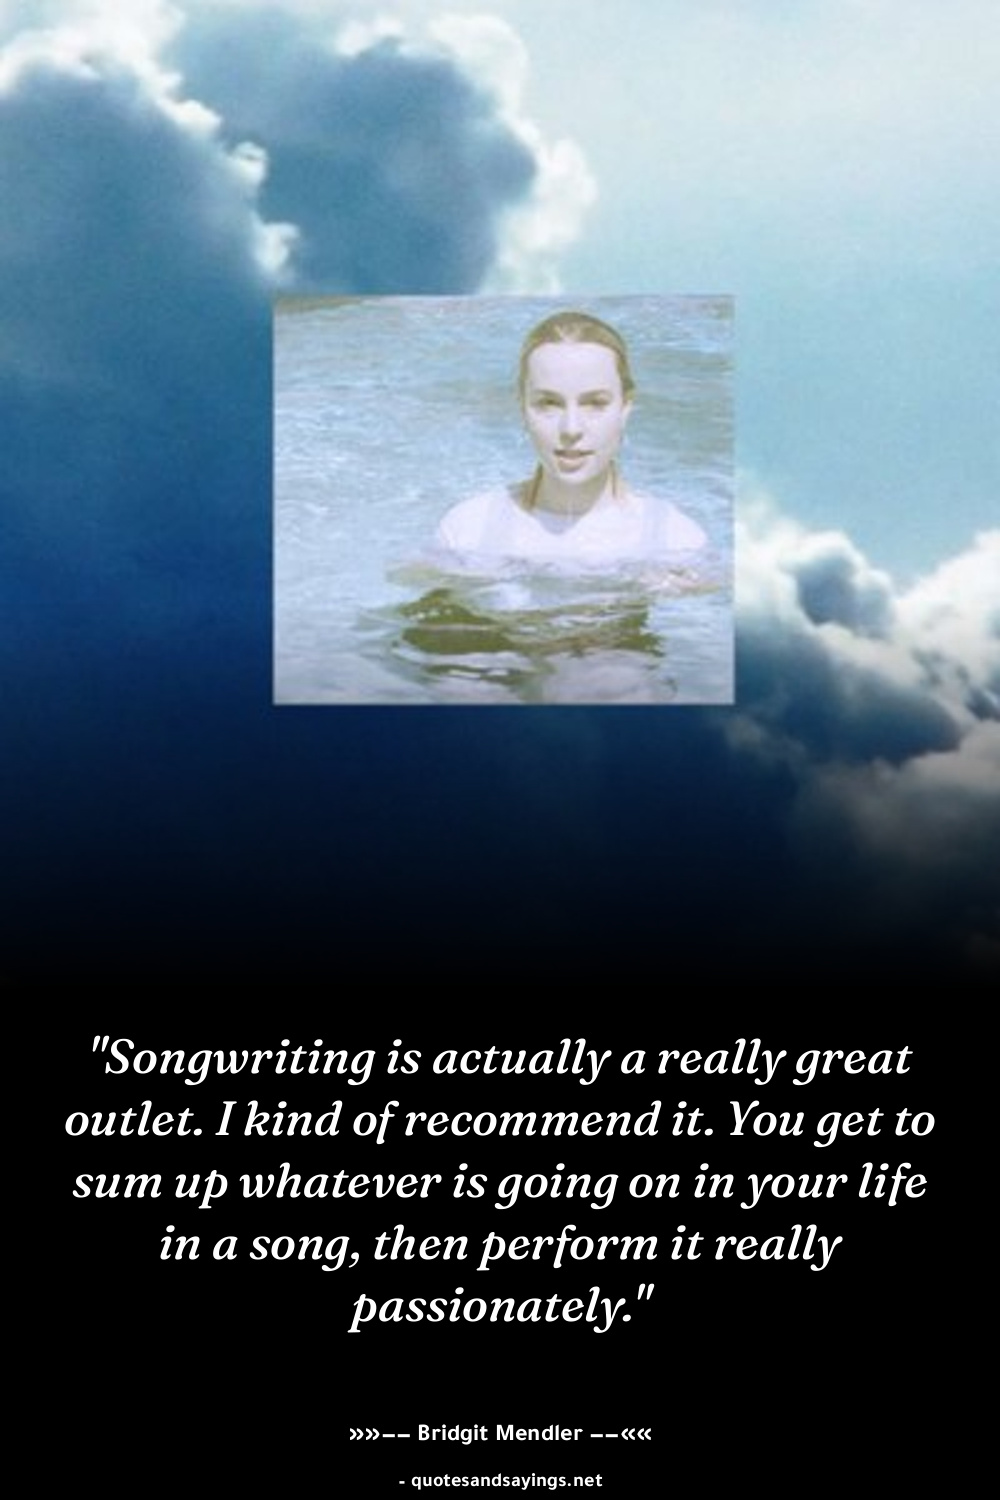 "Songwriting is actually a really great
outlet. I kind of recommend it. You get to
sum up whatever is going on in your life
in a song, then perform it really
passionately."
»»–– Bridgit Mendler ––««
- quotesandsayings.net